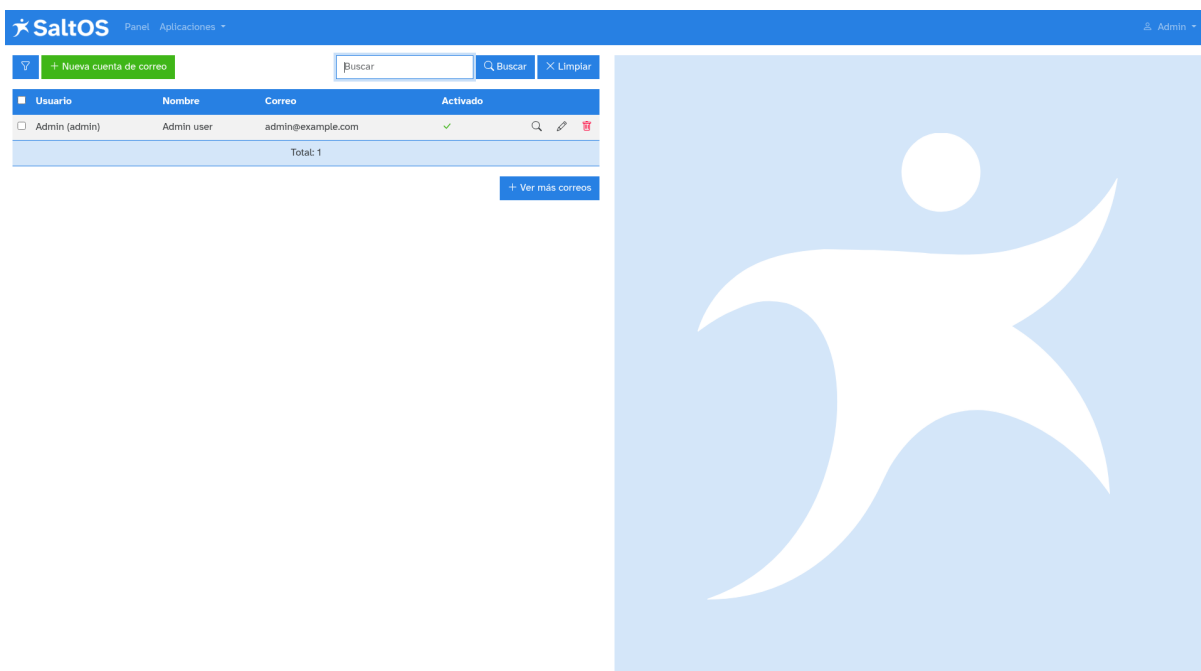 SaltOS Panel Aplicaciones Admin
+ Nueva cuenta de correo Buscar Buscar Limpiar
Usuario Nombre Correo Activado
Admin (admin) Admin user admin@example.com
Total: 1
+ Ver más correos